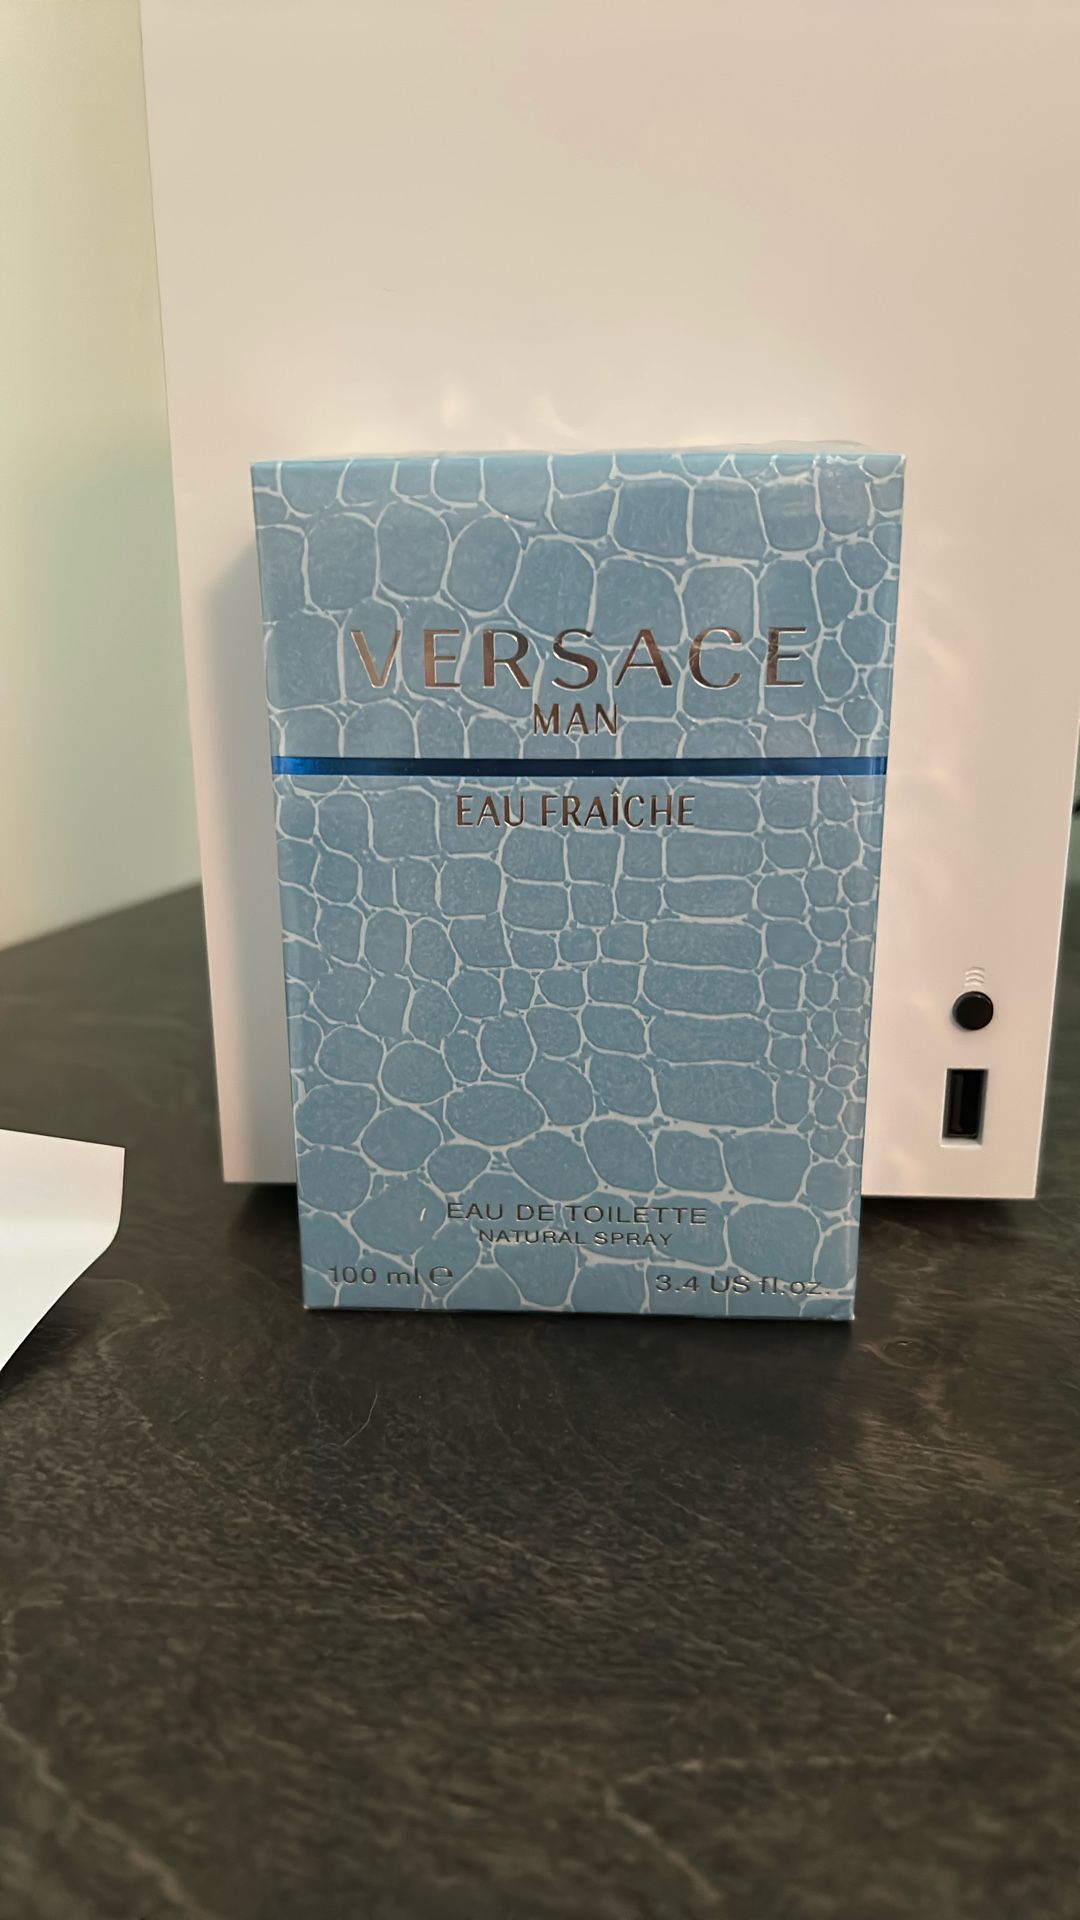 VERSACE
MAN
EAU FRAÎCHE
EAU DE TOILETTE
NATURAL SPRAY
100 ml ℮
3.4 US fl.oz.